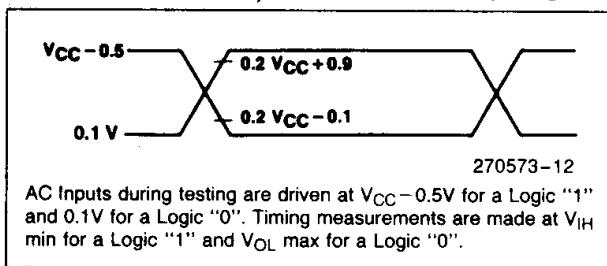 VCC – 0.5
0.2 VCC + 0.9
0.2 VCC – 0.1
0.1 V
270573–12
AC Inputs during testing are driven at VCC – 0.5V for a Logic “1”
and 0.1V for a Logic “0”. Timing measurements are made at VIH
min for a Logic “1” and VOL max for a Logic “0”.